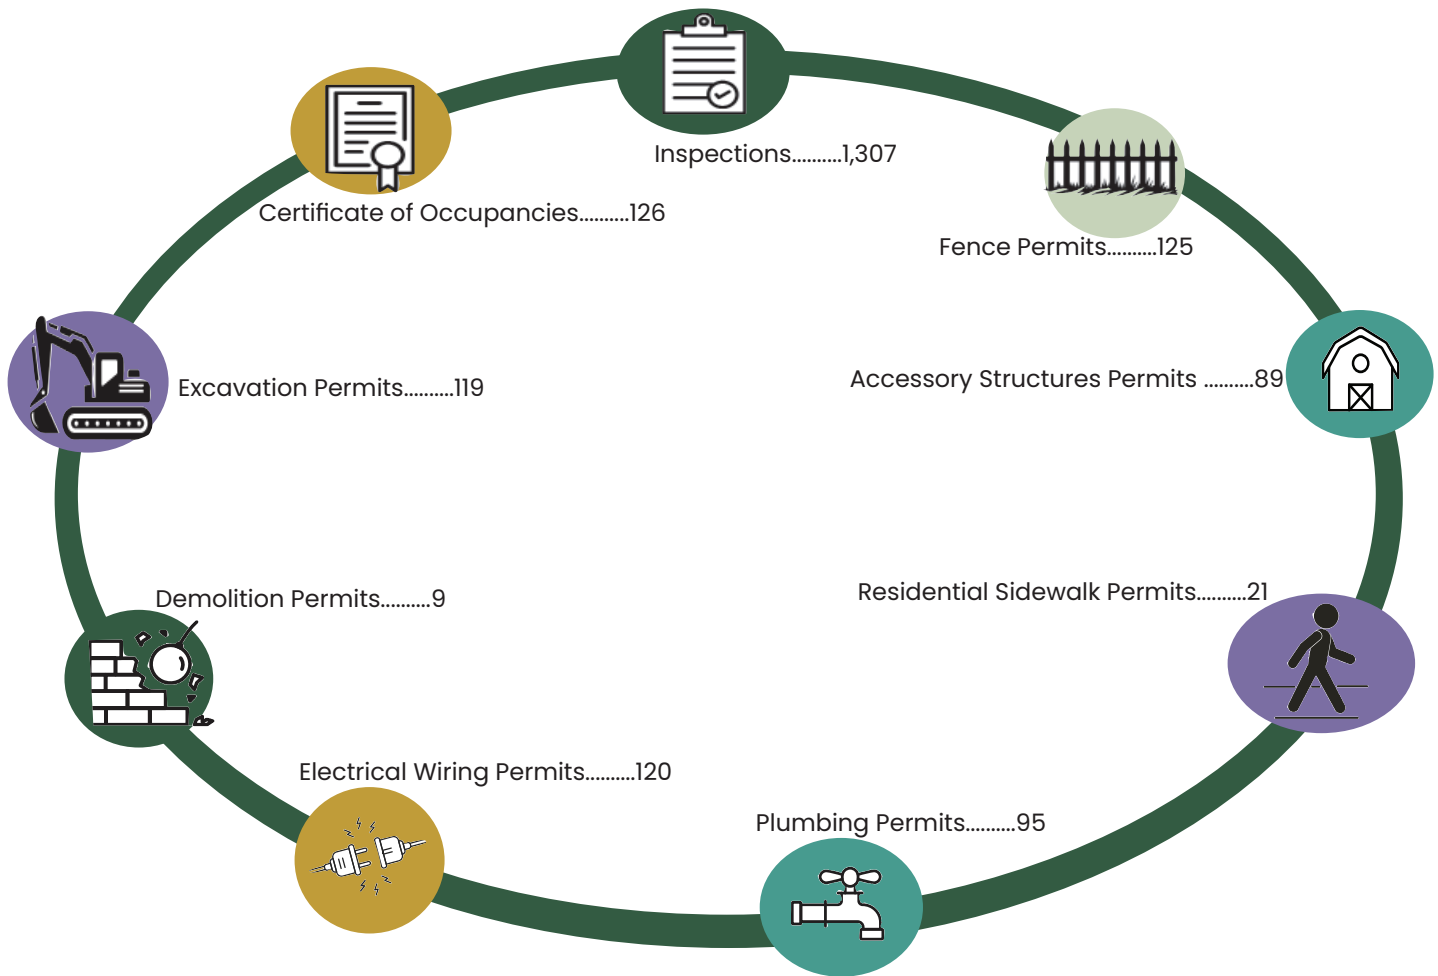 Inspections..........1,307
Certificate of Occupancies..........126
Fence Permits..........125
Excavation Permits..........119
Accessory Structures Permits ..........89
Demolition Permits..........9
Residential Sidewalk Permits..........21
Electrical Wiring Permits..........120
Plumbing Permits..........95